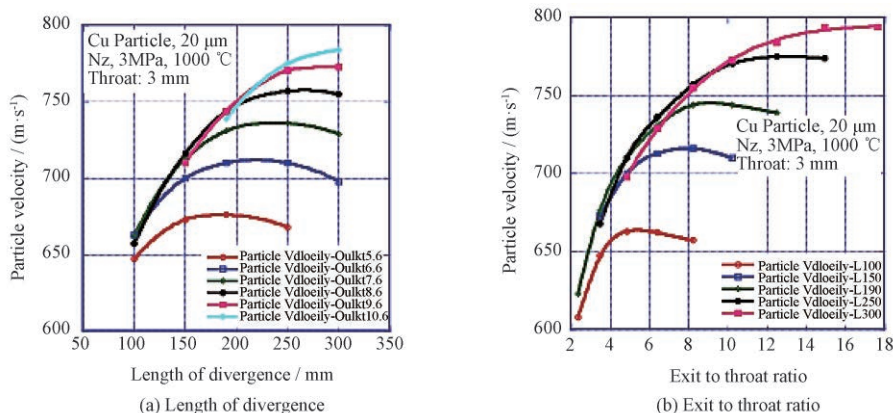 800
750
700
650
600
Particle velocity / (m·s⁻¹)
Cu Particle, 20 μm
Nz, 3MPa, 1000 ℃
Throat: 3 mm
Particle Vdloeily-Oulkt5.6
Particle Vdloeily-Oulkt6.6
Particle Vdloeily-Oulkt7.6
Particle Vdloeily-Oulkt8.6
Particle Vdloeily-Oulkt9.6
Particle Vdloeily-Oulkt10.6
50 100 150 200 250 300 350
Length of divergence / mm
(a) Length of divergence
800
750
700
650
600
Particle velocity / (m·s⁻¹)
Cu Particle, 20 μm
Nz, 3MPa, 1000 ℃
Throat: 3 mm
Particle Vdloeily-L100
Particle Vdloeily-L150
Particle Vdloeily-L190
Particle Vdloeily-L250
Particle Vdloeily-L300
2 4 6 8 10 12 14 16 18
Exit to throat ratio
(b) Exit to throat ratio